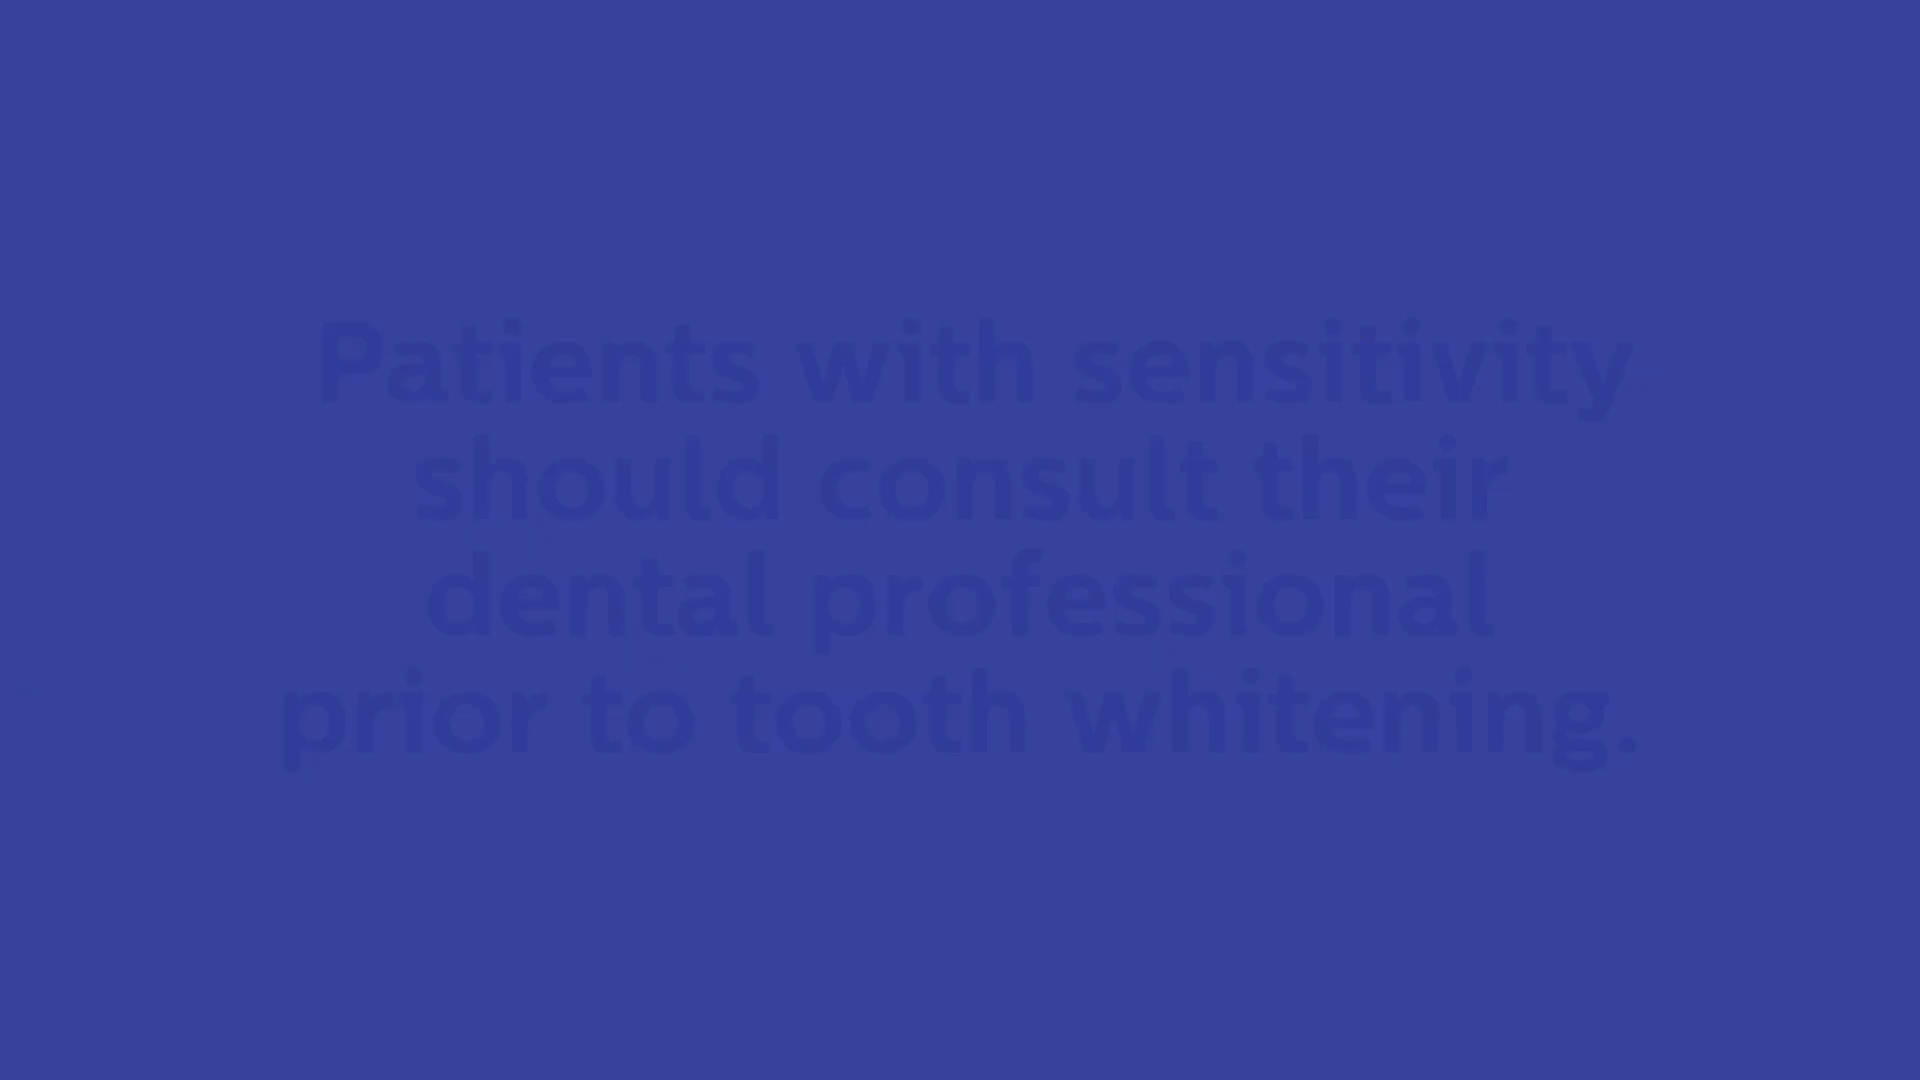 Patients with sensitivity
should consult their
dental professional
prior to tooth whitening.